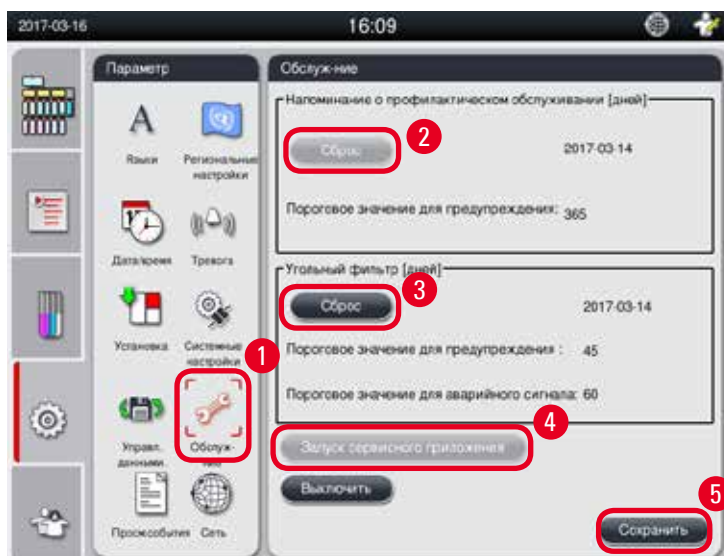 2017-03-16 16:09
Параметр
Языки
Региональные
настройки
Дата/время
Тревога
Установка
Системные
настройки
1
Управл.
данными.
Обслуж-
ние
Просм.события
Сеть
Обслуж-ние
Напоминание о профилактическом обслуживании [дней]
Сброс
2
2017-03-14
Пороговое значение для предупреждения: 365
Угольный фильтр [дней]
Сброс
3
2017-03-14
Пороговое значение для предупреждения : 45
Пороговое значение для аварийного сигнала: 60
4
Запуск сервисного приложения
Выключить
5
Сохранить